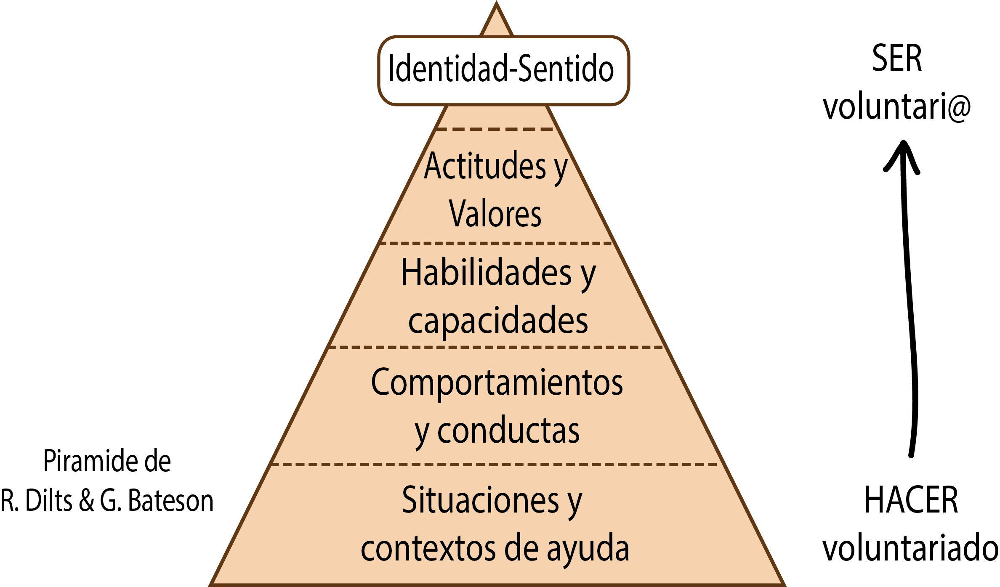 Identidad-Sentido
Actitudes y
Valores
Habilidades y
capacidades
Comportamientos
y conductas
Situaciones y
contextos de ayuda
Piramide de
R. Dilts & G. Bateson
SER
voluntari@
HACER
voluntariado